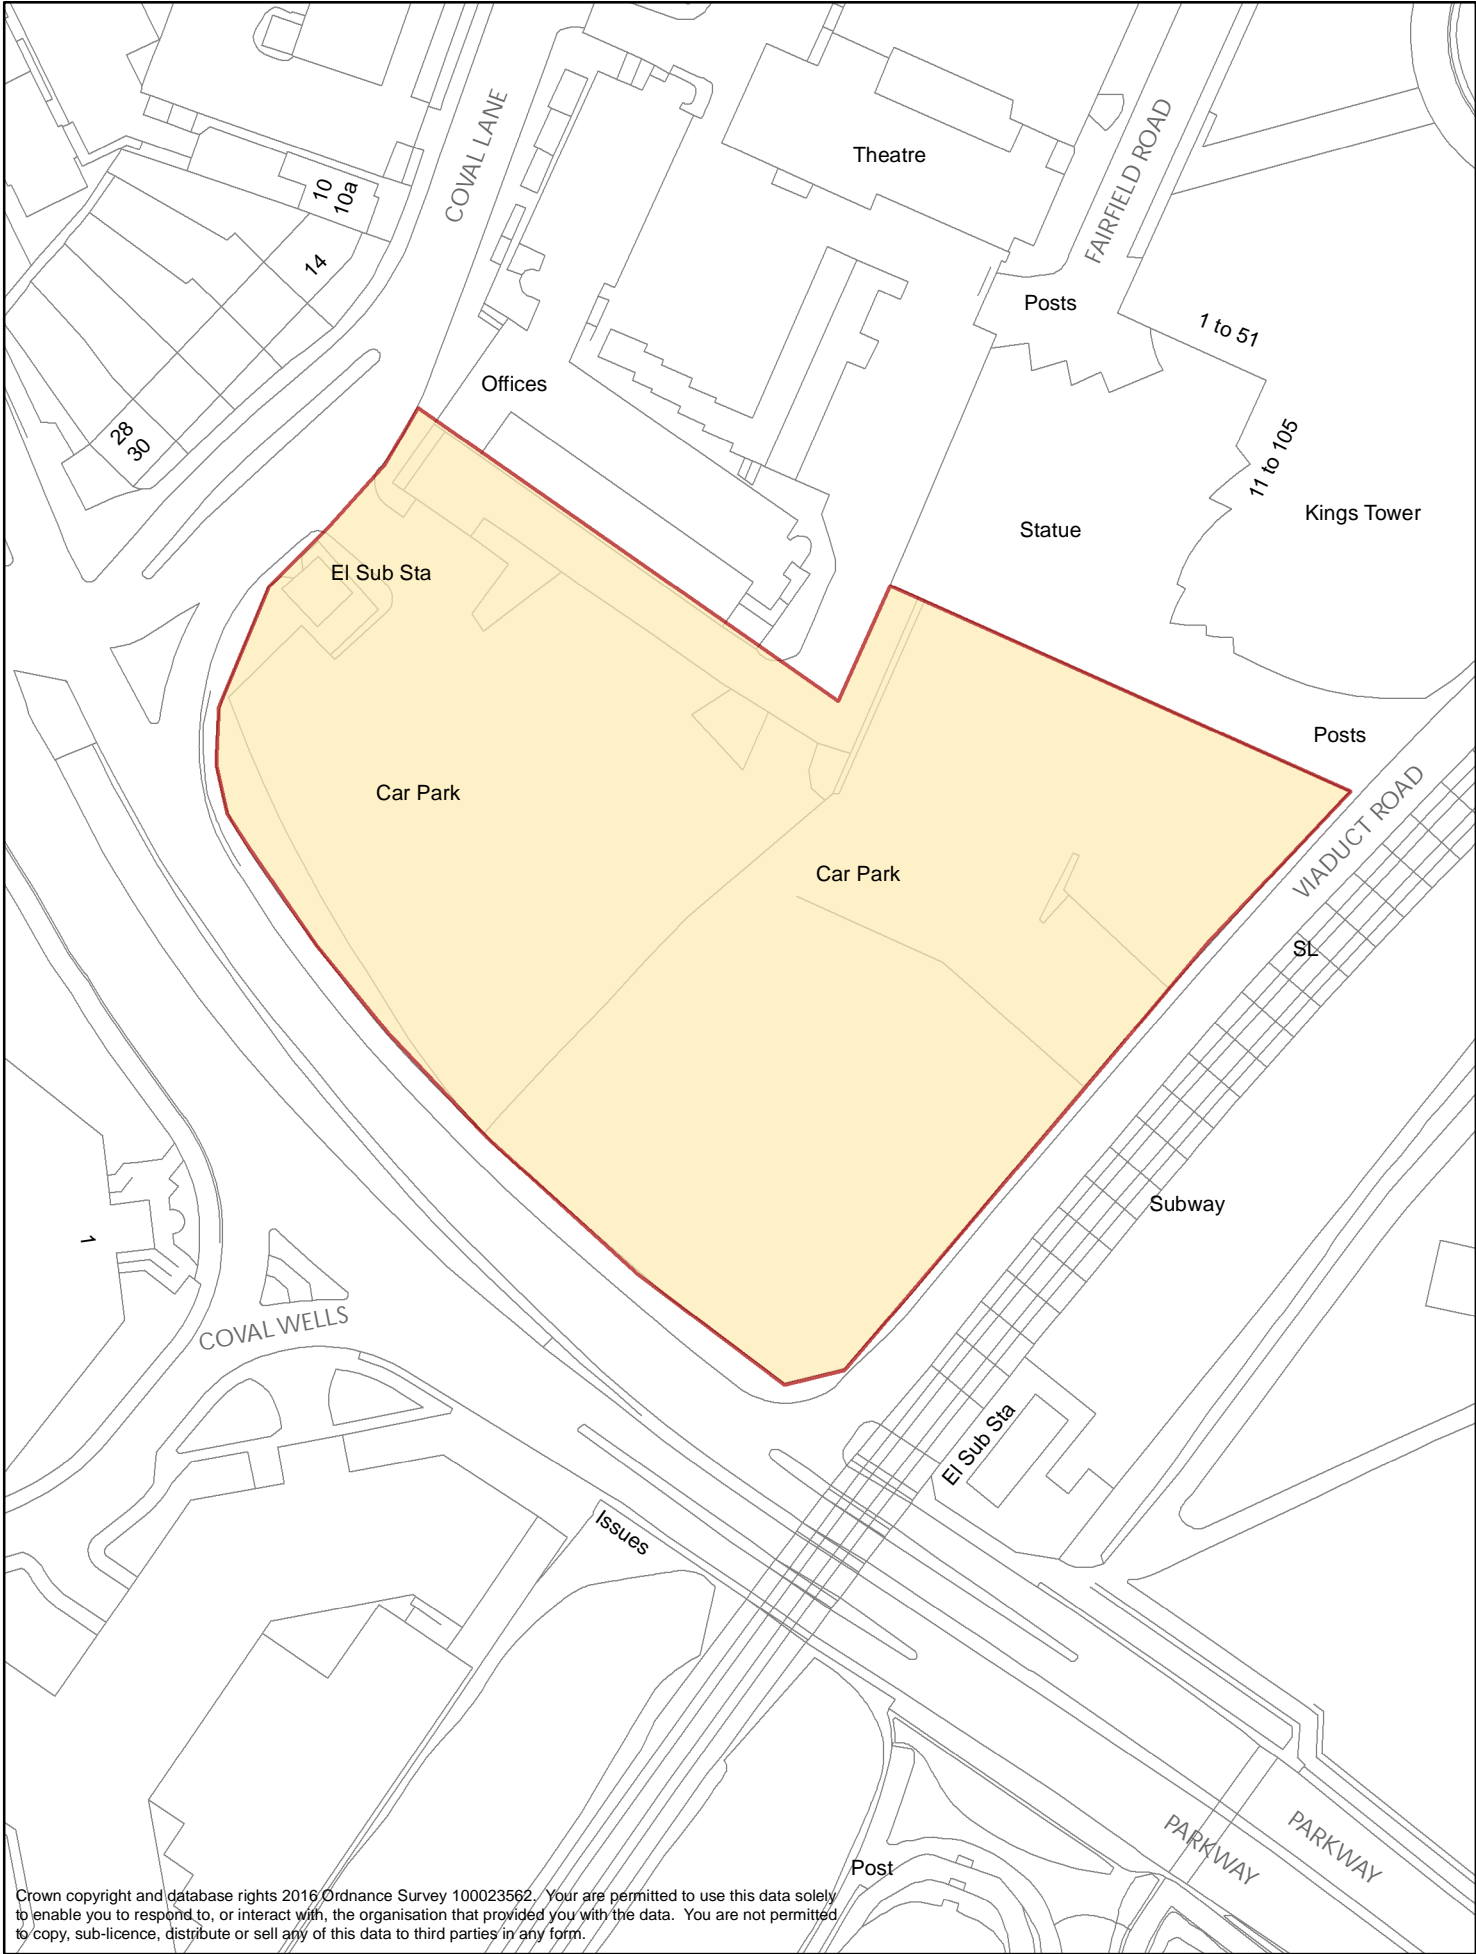 COVAL LANE
Theatre
FAIRFIELD ROAD
10
10a
14
Posts
1 to 51
Offices
28
30
11 to 105
Kings Tower
Statue
El Sub Sta
Posts
Car Park
VIADUCT ROAD
Car Park
SL
Subway
1
COVAL WELLS
El Sub Sta
Issues
PARKWAY
PARKWAY
Post
Crown copyright and database rights 2016 Ordnance Survey 100023562. Your are permitted to use this data solely
to enable you to respond to, or interact with, the organisation that provided you with the data. You are not permitted
to copy, sub-licence, distribute or sell any of this data to third parties in any form.